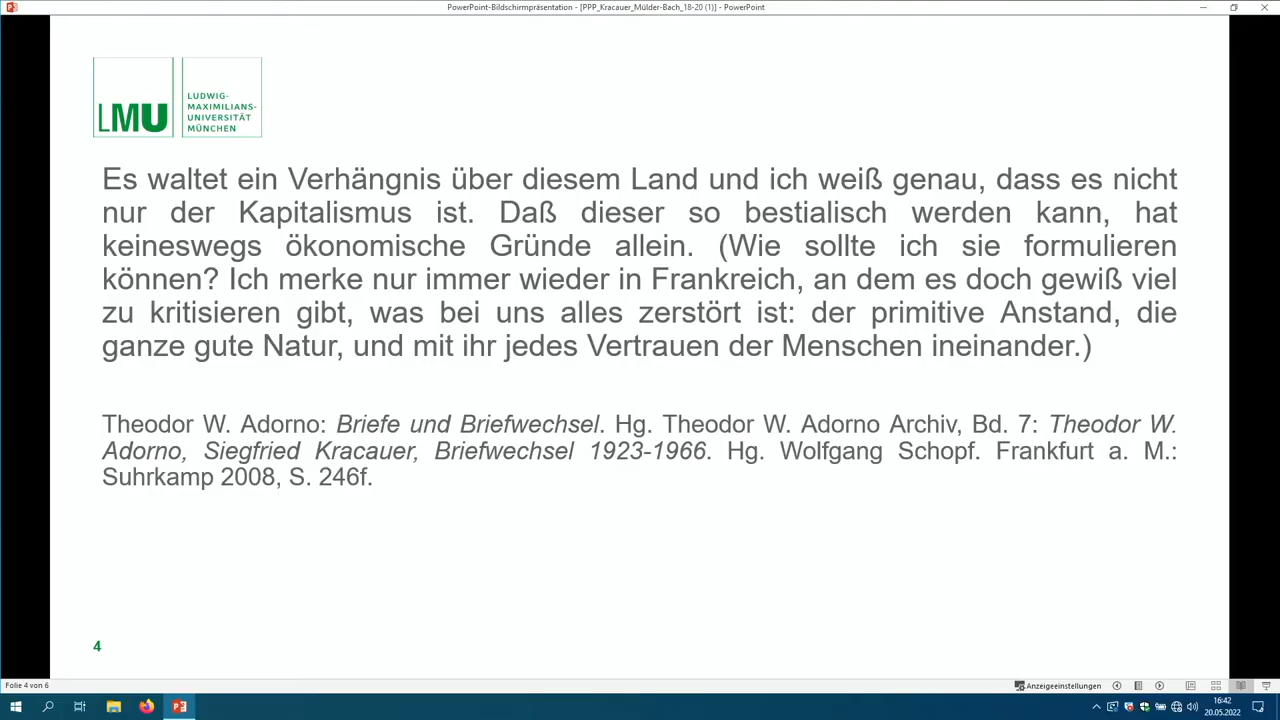 PowerPoint-Bildschirmpräsentation - [PPP_Kracauer_Mülder-Bach_18-20 (1)] - PowerPoint
LMU
LUDWIG-
MAXIMILIANS-
UNIVERSITÄT
MÜNCHEN
Es waltet ein Verhängnis über diesem Land und ich weiß genau, dass es nicht
nur der Kapitalismus ist. Daß dieser so bestialisch werden kann, hat
keineswegs ökonomische Gründe allein. (Wie sollte ich sie formulieren
können? Ich merke nur immer wieder in Frankreich, an dem es doch gewiß viel
zu kritisieren gibt, was bei uns alles zerstört ist: der primitive Anstand, die
ganze gute Natur, und mit ihr jedes Vertrauen der Menschen ineinander.)
Theodor W. Adorno: Briefe und Briefwechsel. Hg. Theodor W. Adorno Archiv, Bd. 7: Theodor W.
Adorno, Siegfried Kracauer, Briefwechsel 1923-1966. Hg. Wolfgang Schopf. Frankfurt a. M.:
Suhrkamp 2008, S. 246f.
4
Folie 4 von 6
Anzeigeeinstellungen
16:42
20.05.2022